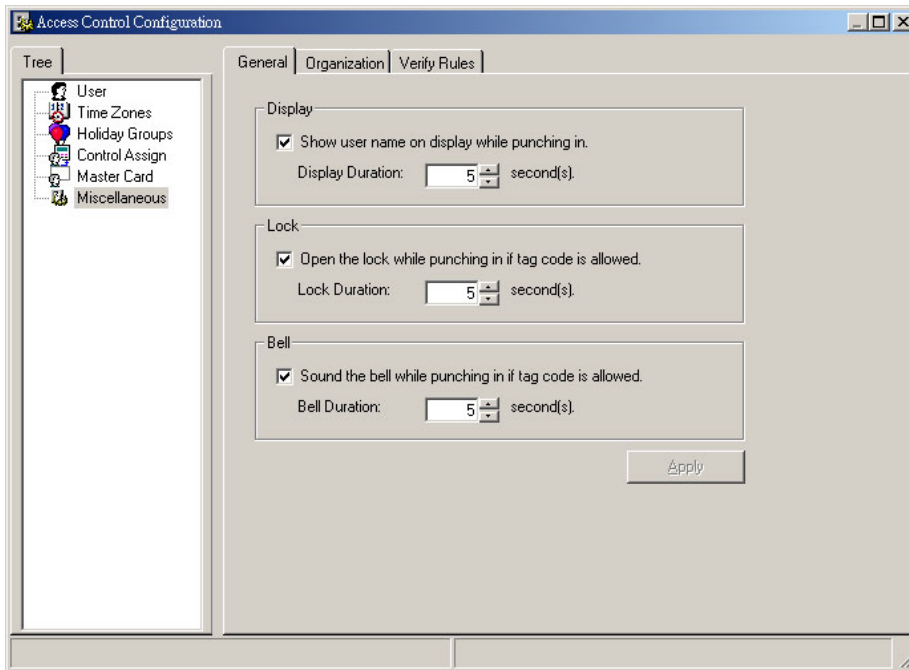 Access Control Configuration
Tree
User
Time Zones
Holiday Groups
Control Assign
Master Card
Miscellaneous
General Organization Verify Rules
Display
Show user name on display while punching in.
Display Duration: 5 second(s).
Lock
Open the lock while punching in if tag code is allowed.
Lock Duration: 5 second(s).
Bell
Sound the bell while punching in if tag code is allowed.
Bell Duration: 5 second(s).
Apply